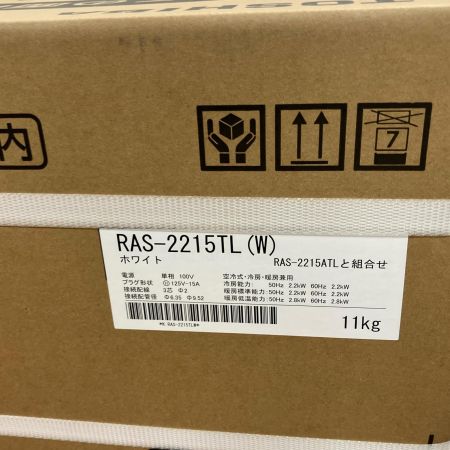 TOSHIBA
内
7
RAS-2215TL(W)
ホワイト RAS-2215ATLと組合せ
電源 単相 100V 空冷式・冷房・暖房兼用
プラグ形状 125V-15A 冷房能力: 50Hz 2.2kW 60Hz 2.2kW
接続配線 3芯 Φ2 暖房標準能力: 50Hz 2.2kW 60Hz 2.2kW
接続配管径 Φ6.35 Φ9.52 暖房低温能力: 50Hz 2.8kW 60Hz 2.8kW
11kg